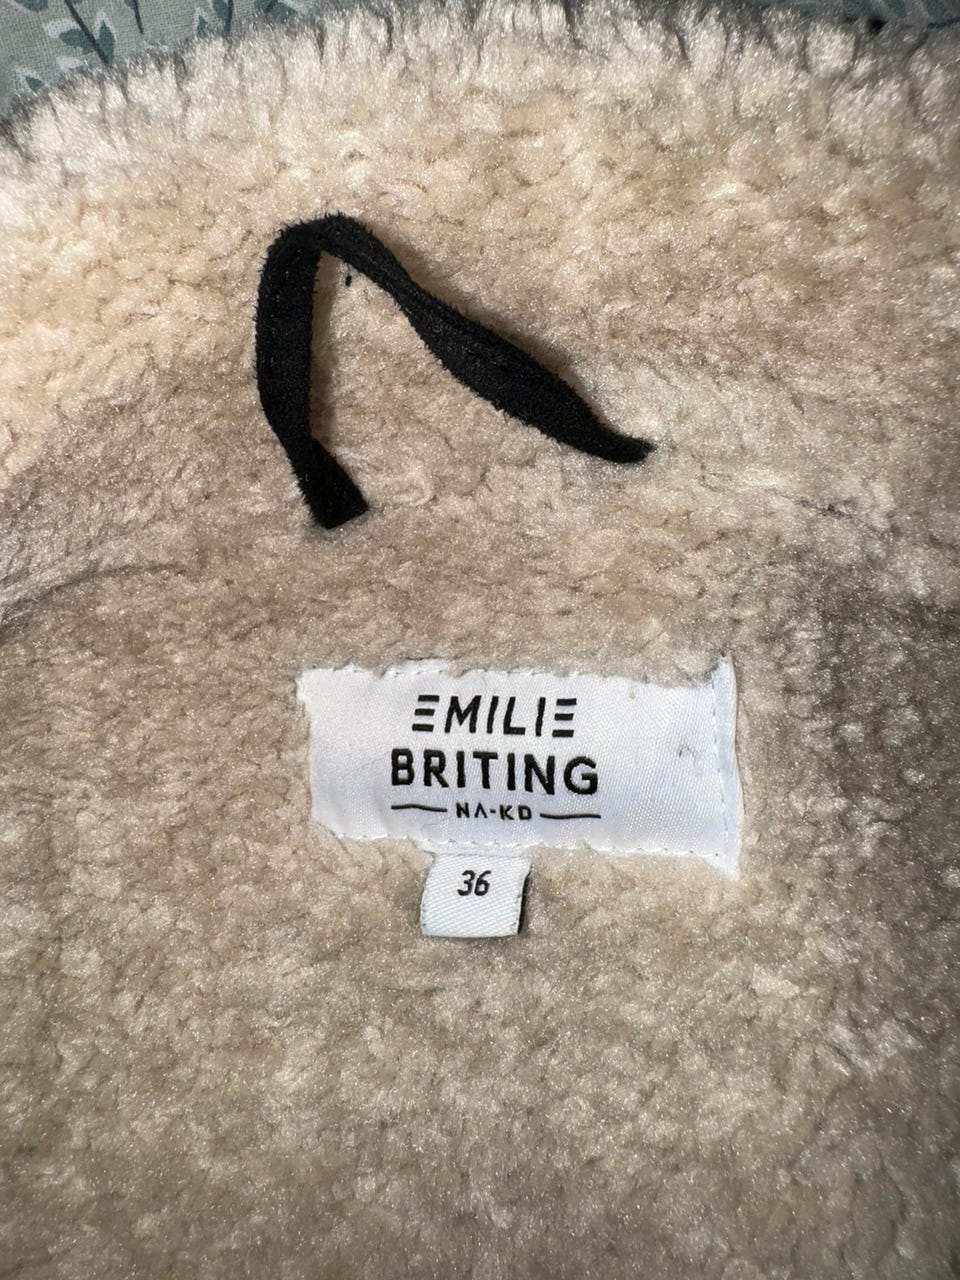 EMILIE
BRITING
NA-KD
36